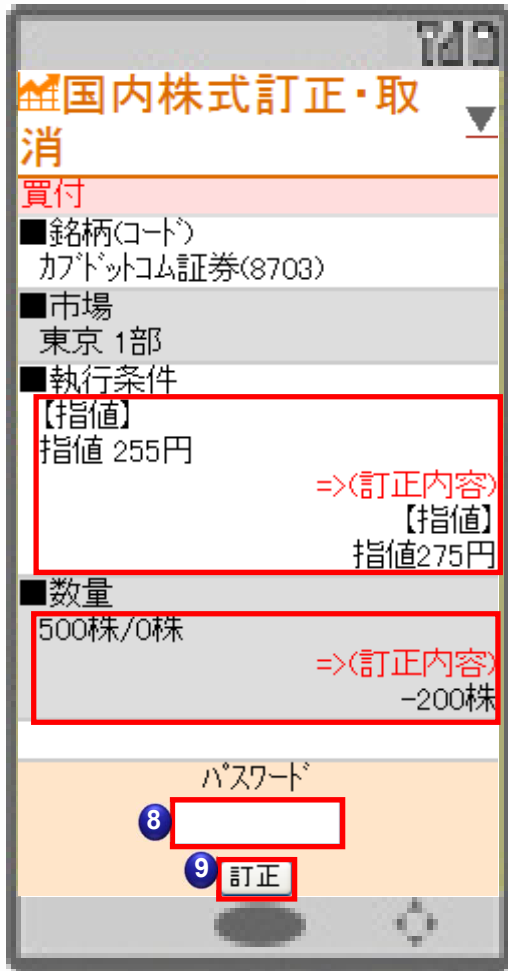 国内株式訂正・取
消
▼
買付
■銘柄(ｺｰﾄﾞ)
ｶﾌﾞﾄﾞｯﾄｺﾑ証券(8703)
■市場
東京 1部
■執行条件
【指値】
指値 255円
=>(訂正内容)
【指値】
指値275円
■数量
500株/0株
=>(訂正内容)
-200株
ﾊﾟｽﾜｰﾄﾞ
8
9 訂正